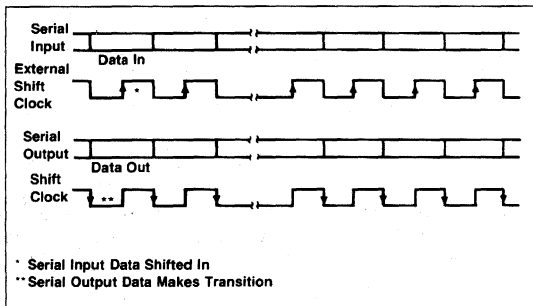 Serial
Input
Data In
External
Shift
Clock
*
Serial
Output
Data Out
Shift
Clock
**
* Serial Input Data Shifted In
** Serial Output Data Makes Transition